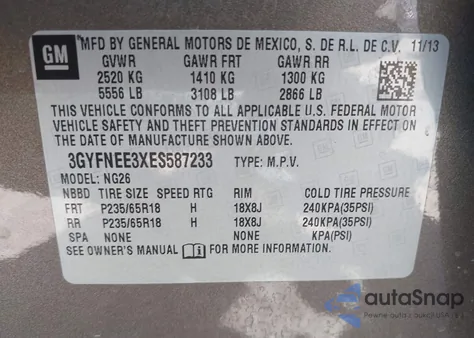 GM MFD BY GENERAL MOTORS DE MEXICO, S. DE R.L. DE C.V. 11/13
GVWR GAWR FRT GAWR RR
2520 KG 1410 KG 1300 KG
5556 LB 3108 LB 2866 LB
THIS VEHICLE CONFORMS TO ALL APPLICABLE U.S. FEDERAL MOTOR
VEHICLE SAFETY AND THEFT PREVENTION STANDARDS IN EFFECT ON
THE DATE OF MANUFACTURE SHOWN ABOVE.
3GYFNEE3XES587233 TYPE: M.P.V.
MODEL: NG26
NBBD TIRE SIZE SPEED RTG RIM COLD TIRE PRESSURE
FRT P235/65R18 H 18X8J 240KPA(35PSI)
RR P235/65R18 H 18X8J 240KPA(35PSI)
SPA NONE NONE KPA(PSI)
SEE OWNER'S MANUAL FOR MORE INFORMATION.
autaSnap